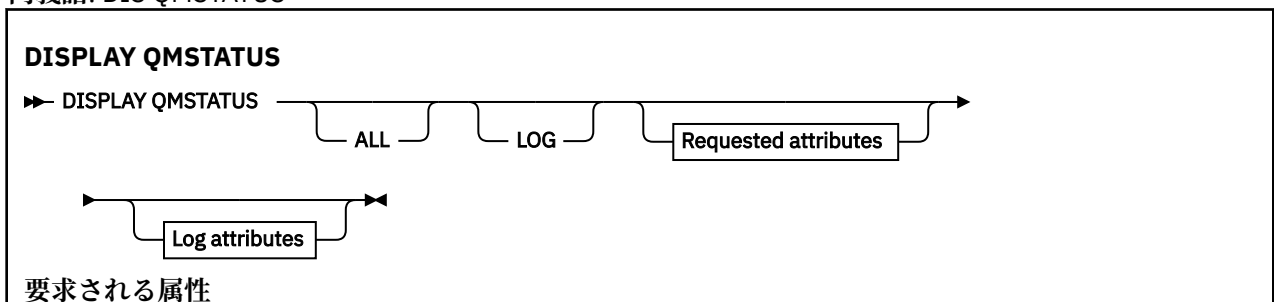 DISPLAY QMSTATUS
DISPLAY QMSTATUS
ALL
LOG
Requested attributes
Log attributes
要求される属性